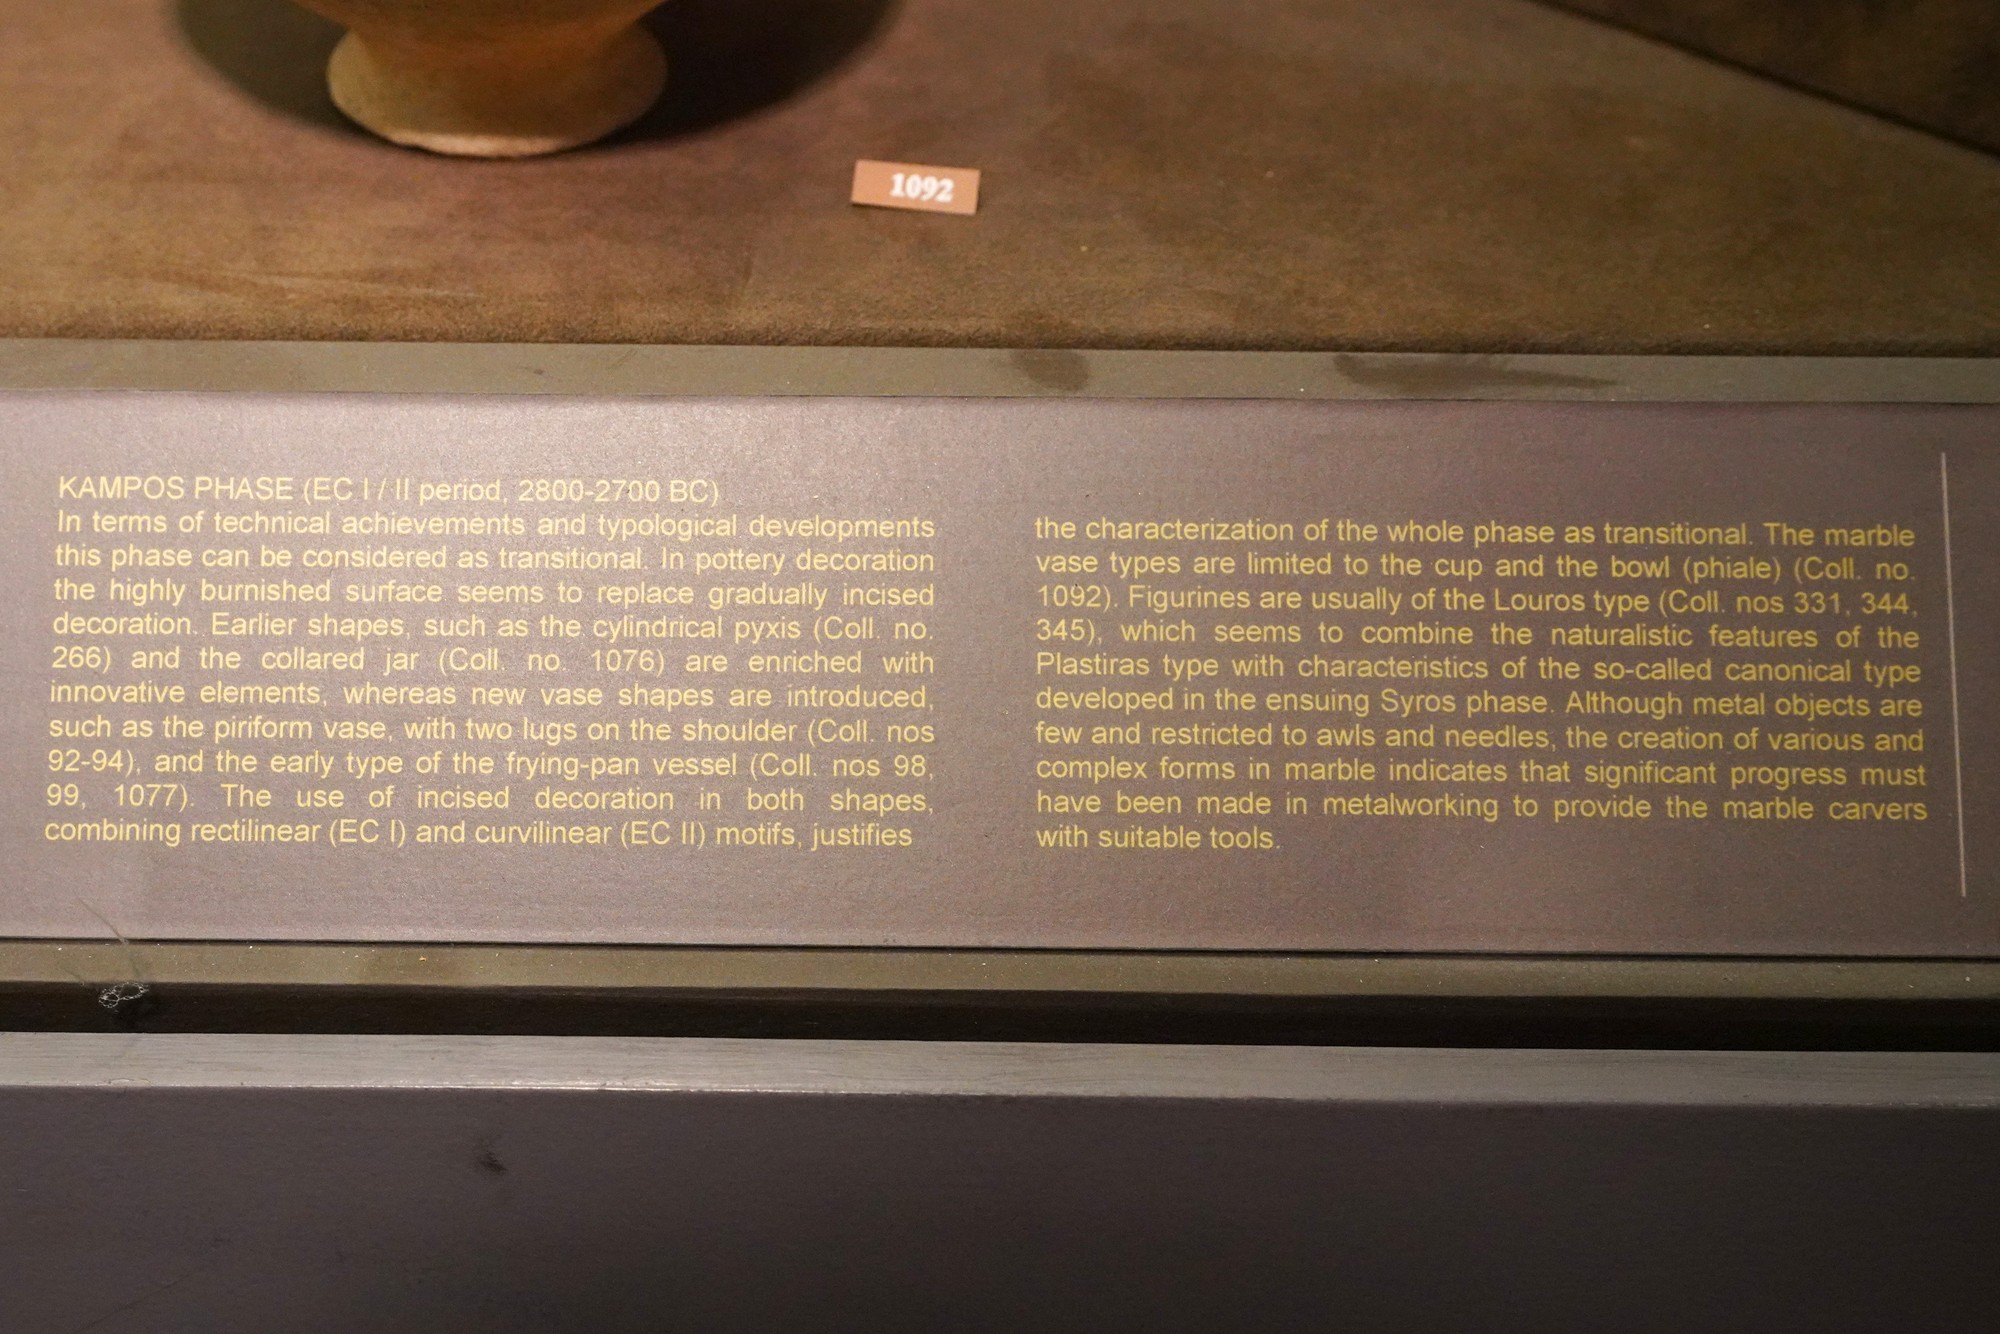 1092
KAMPOS PHASE (EC I / II period, 2800-2700 BC)
In terms of technical achievements and typological developments
this phase can be considered as transitional. In pottery decoration
the highly burnished surface seems to replace gradually incised
decoration. Earlier shapes, such as the cylindrical pyxis (Coll. no.
266) and the collared jar (Coll. no. 1076) are enriched with
innovative elements, whereas new vase shapes are introduced,
such as the piriform vase, with two lugs on the shoulder (Coll. nos
92-94), and the early type of the frying-pan vessel (Coll. nos 98,
99, 1077). The use of incised decoration in both shapes,
combining rectilinear (EC I) and curvilinear (EC II) motifs, justifies
the characterization of the whole phase as transitional. The marble
vase types are limited to the cup and the bowl (phiale) (Coll. no.
1092). Figurines are usually of the Louros type (Coll. nos 331, 344,
345), which seems to combine the naturalistic features of the
Plastiras type with characteristics of the so-called canonical type
developed in the ensuing Syros phase. Although metal objects are
few and restricted to awls and needles, the creation of various and
complex forms in marble indicates that significant progress must
have been made in metalworking to provide the marble carvers
with suitable tools.